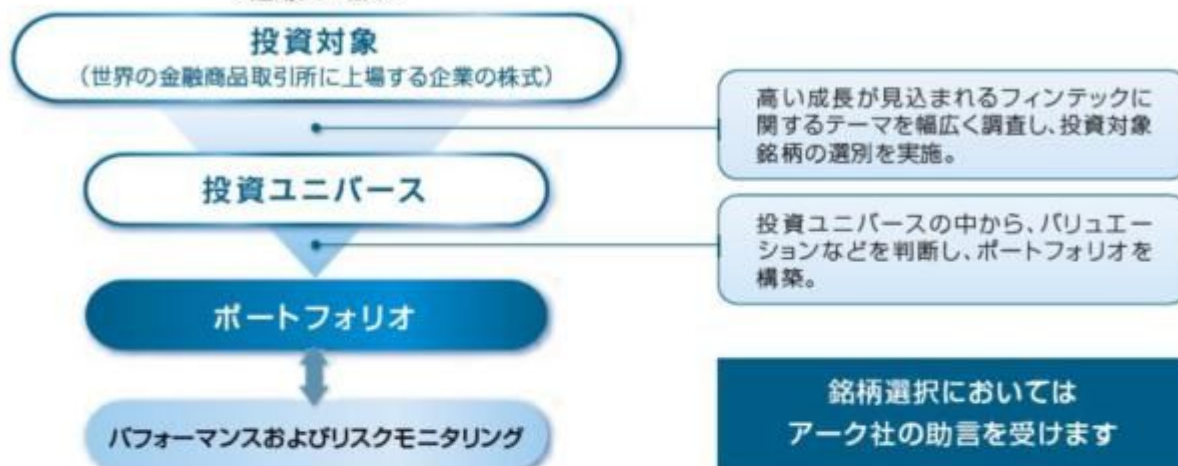 投資対象
（世界の金融商品取引所に上場する企業の株式）
高い成長が見込まれるフィンテックに
関するテーマを幅広く調査し、投資対象
銘柄の選別を実施。
投資ユニバース
投資ユニバースの中から、バリュエー
ションなどを判断し、ポートフォリオを
構築。
ポートフォリオ
パフォーマンスおよびリスクモニタリング
銘柄選択においては
アーク社の助言を受けます